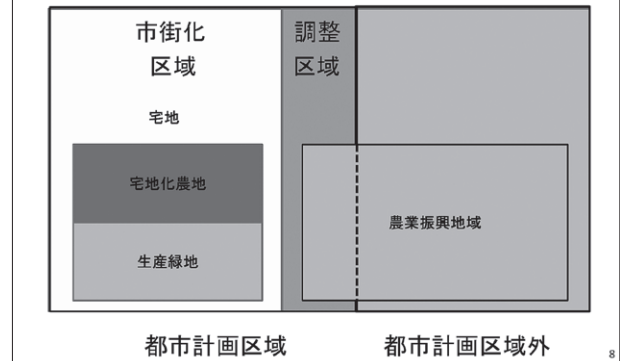 市街化
区域
調整
区域
宅地
宅地化農地
生産緑地
農業振興地域
都市計画区域
都市計画区域外
8